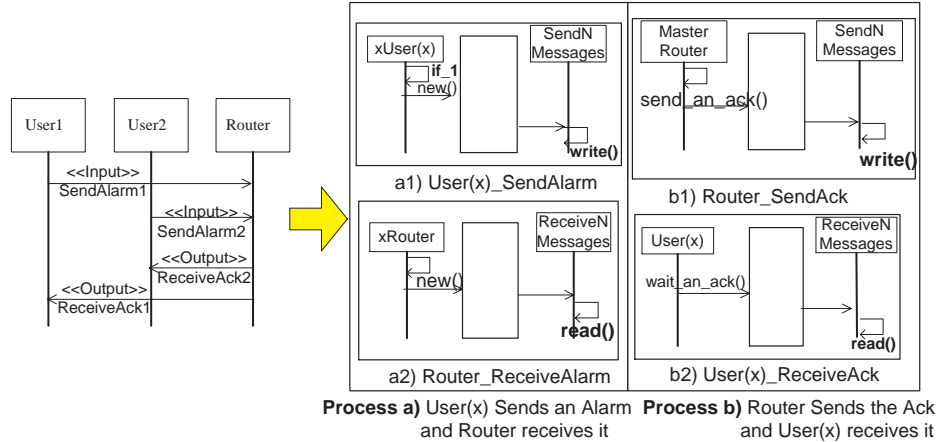 User1
User2
Router
<<Input>>
SendAlarm1
<<Input>>
SendAlarm2
<<Output>>
ReceiveAck2
<<Output>>
ReceiveAck1
xUser(x)
SendN
Messages
if_1
new()
write()
a1) User(x)_SendAlarm
xRouter
ReceiveN
Messages
new()
read()
a2) Router_ReceiveAlarm
Master
Router
SendN
Messages
send_an_ack()
write()
b1) Router_SendAck
User(x)
ReceiveN
Messages
wait_an_ack()
read()
b2) User(x)_ReceiveAck
Process a) User(x) Sends an Alarm
and Router receives it
Process b) Router Sends the Ack
and User(x) receives it